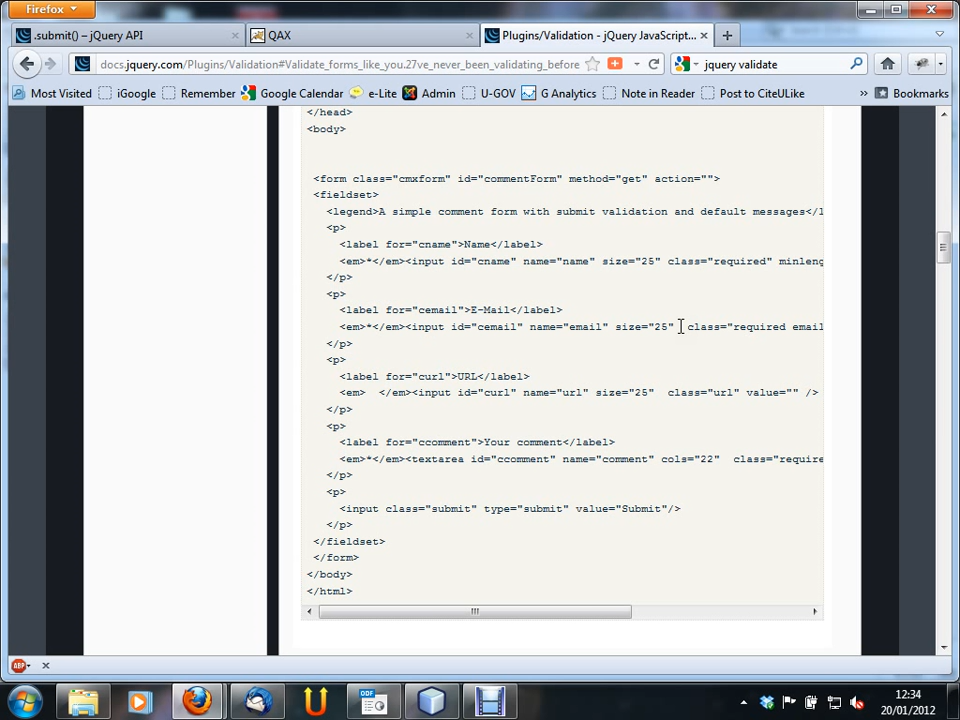 Firefox
.submit() – jQuery API
QAX
Plugins/Validation - jQuery JavaScript...
docs.jquery.com/Plugins/Validation#Validate_forms_like_you.27ve_never_been_validating_before
jquery validate
Most Visited
iGoogle
Remember
Google Calendar
e-Lite
Admin
U-GOV
G Analytics
Note in Reader
Post to CiteULike
»
Bookmarks
</head>
<body>
<form class="cmxform" id="commentForm" method="get" action="">
<fieldset>
<legend>A simple comment form with submit validation and default messages</l
<p>
<label for="cname">Name</label>
<em>*</em><input id="cname" name="name" size="25" class="required" minleng
</p>
<p>
<label for="cemail">E-Mail</label>
<em>*</em><input id="cemail" name="email" size="25"  class="required email
</p>
<p>
<label for="curl">URL</label>
<em>  </em><input id="curl" name="url" size="25"  class="url" value="" />
</p>
<p>
<label for="ccomment">Your comment</label>
<em>*</em><textarea id="ccomment" name="comment" cols="22"  class="require
</p>
<p>
<input class="submit" type="submit" value="Submit"/>
</p>
</fieldset>
</form>
</body>
</html>
ABP
ODF
12:34
20/01/2012